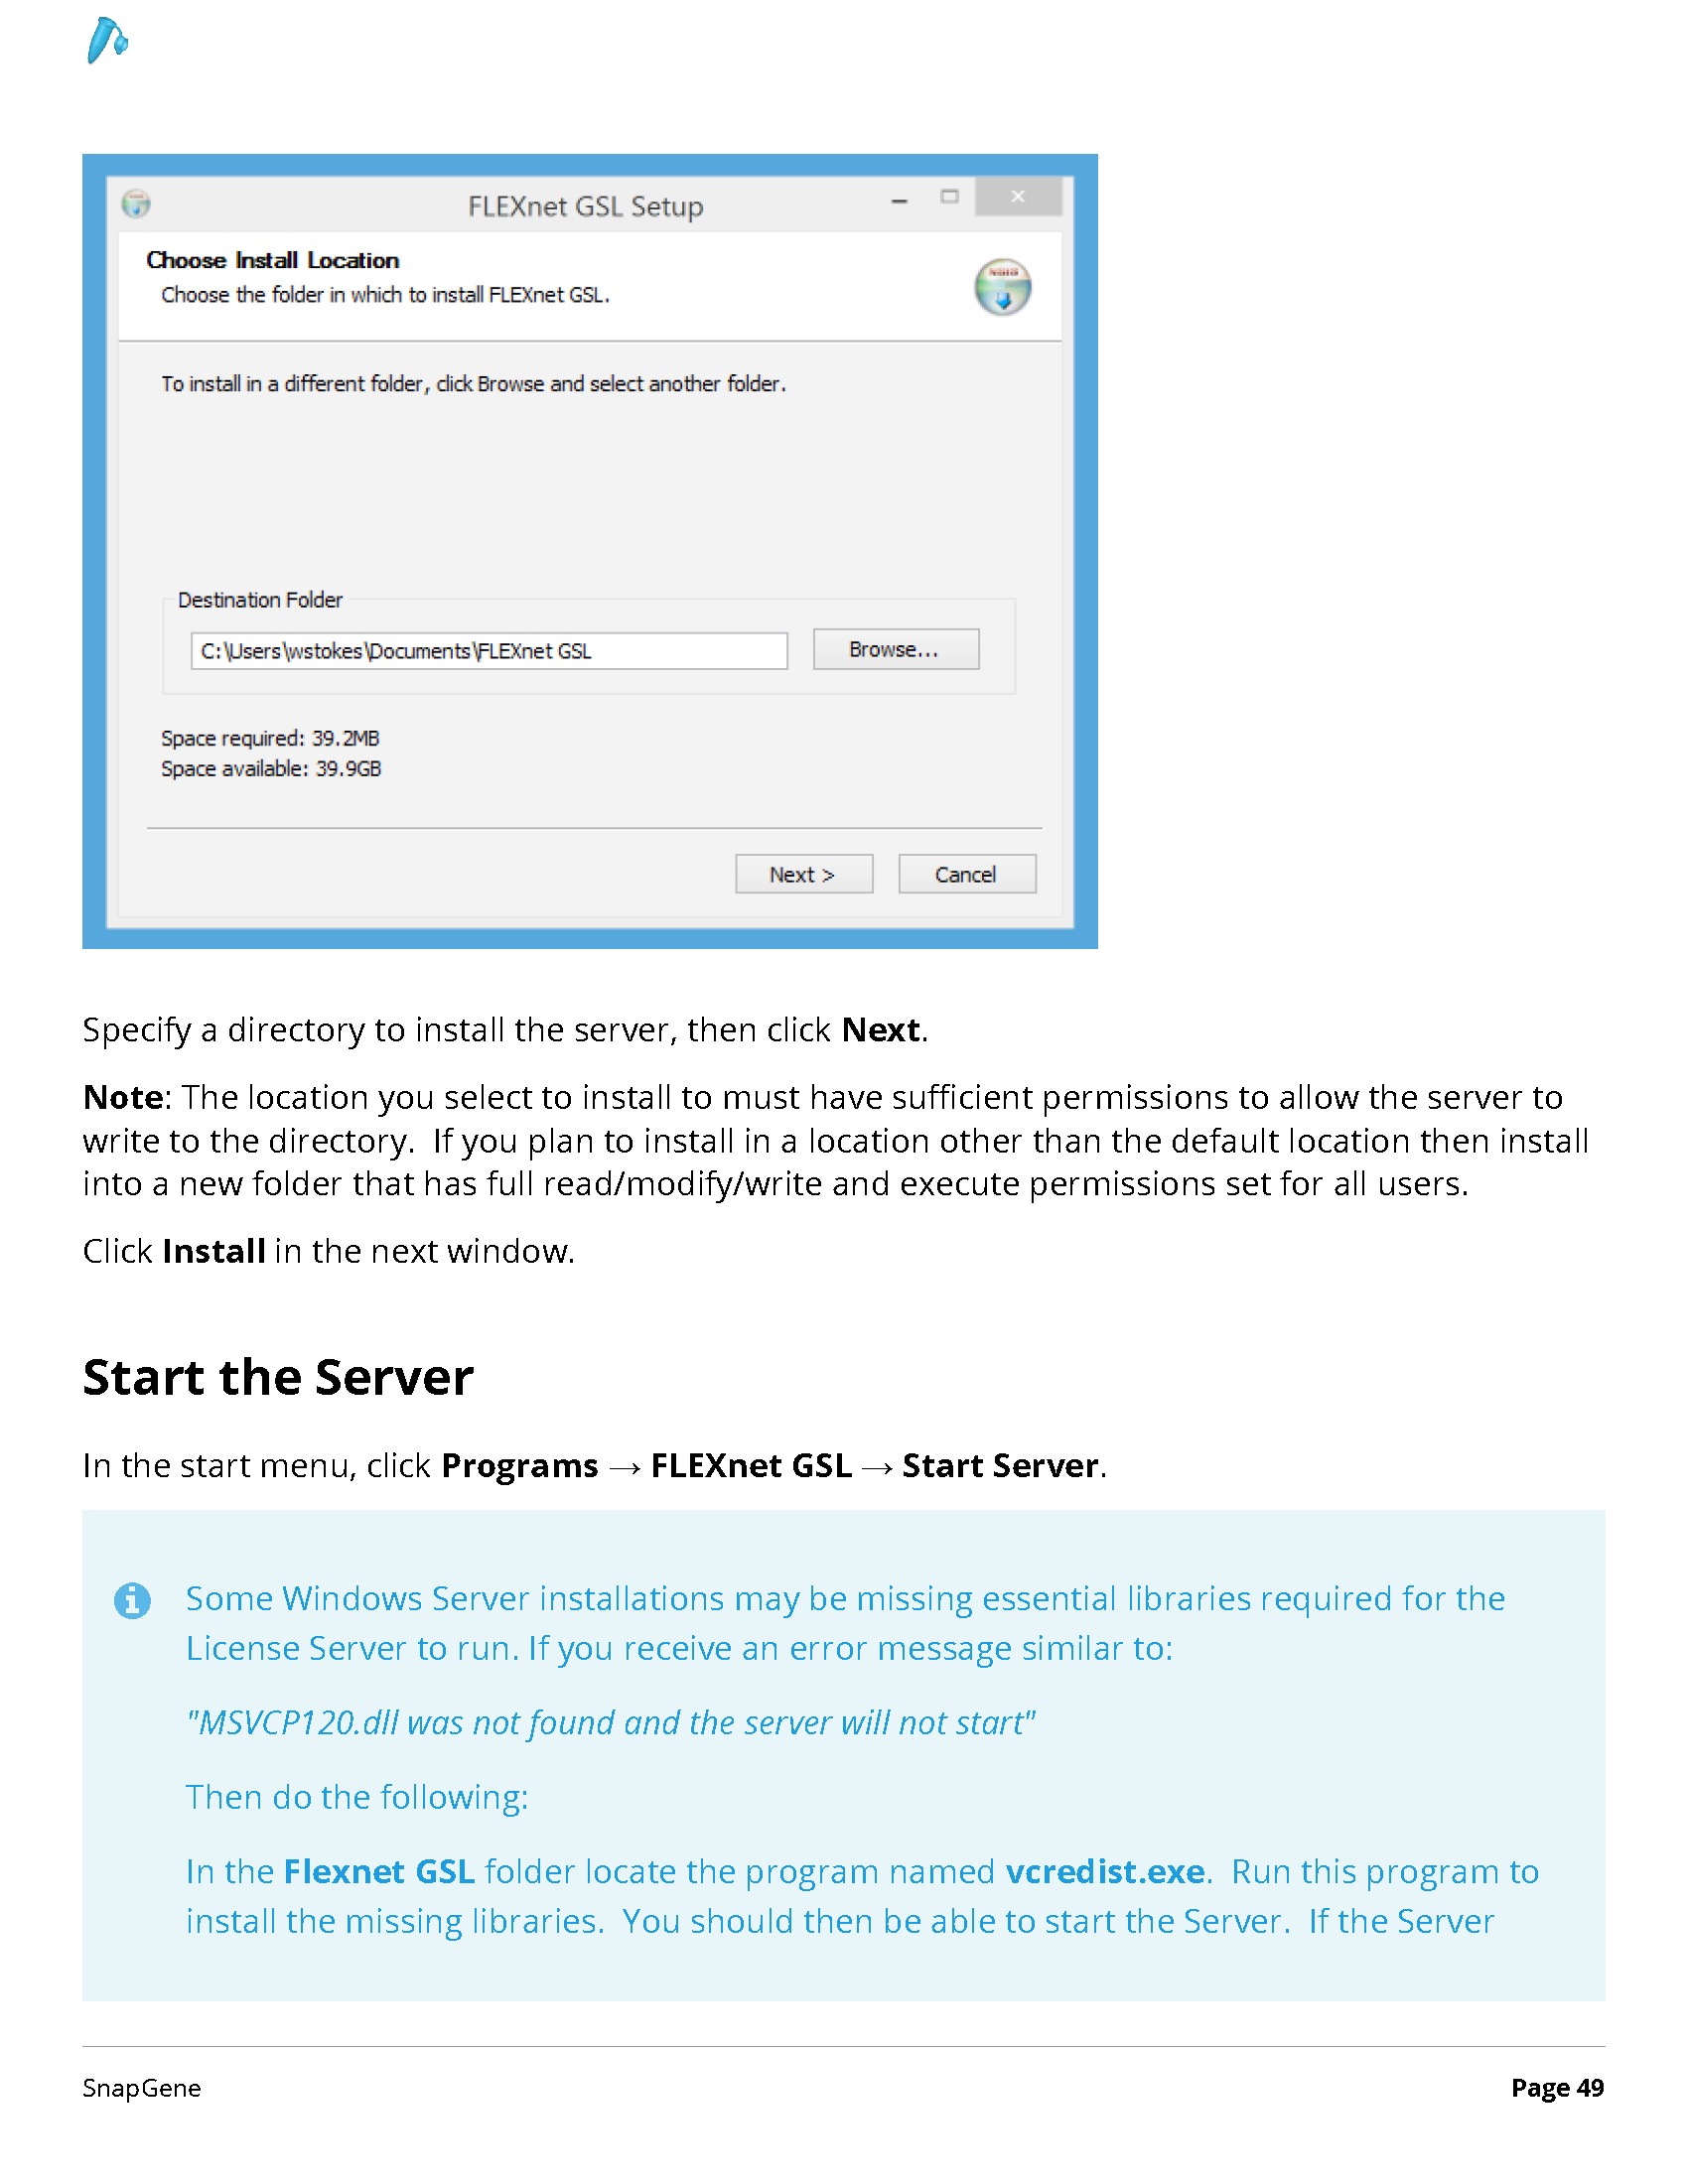 FLEXnet GSL Setup
Choose Install Location
Choose the folder in which to install FLEXnet GSL.
To install in a different folder, click Browse and select another folder.
Destination Folder
C:\Users\wstokes\Documents\FLEXnet GSL
Browse...
Space required: 39.2MB
Space available: 39.9GB
Next >
Cancel
Specify a directory to install the server, then click Next.
Note: The location you select to install to must have sufficient permissions to allow the server to
write to the directory.  If you plan to install in a location other than the default location then install
into a new folder that has full read/modify/write and execute permissions set for all users.
Click Install in the next window.
Start the Server
In the start menu, click Programs → FLEXnet GSL → Start Server.
Some Windows Server installations may be missing essential libraries required for the
License Server to run. If you receive an error message similar to:
"MSVCP120.dll was not found and the server will not start"
Then do the following:
In the Flexnet GSL folder locate the program named vcredist.exe.  Run this program to
install the missing libraries.  You should then be able to start the Server.  If the Server
SnapGene
Page 49